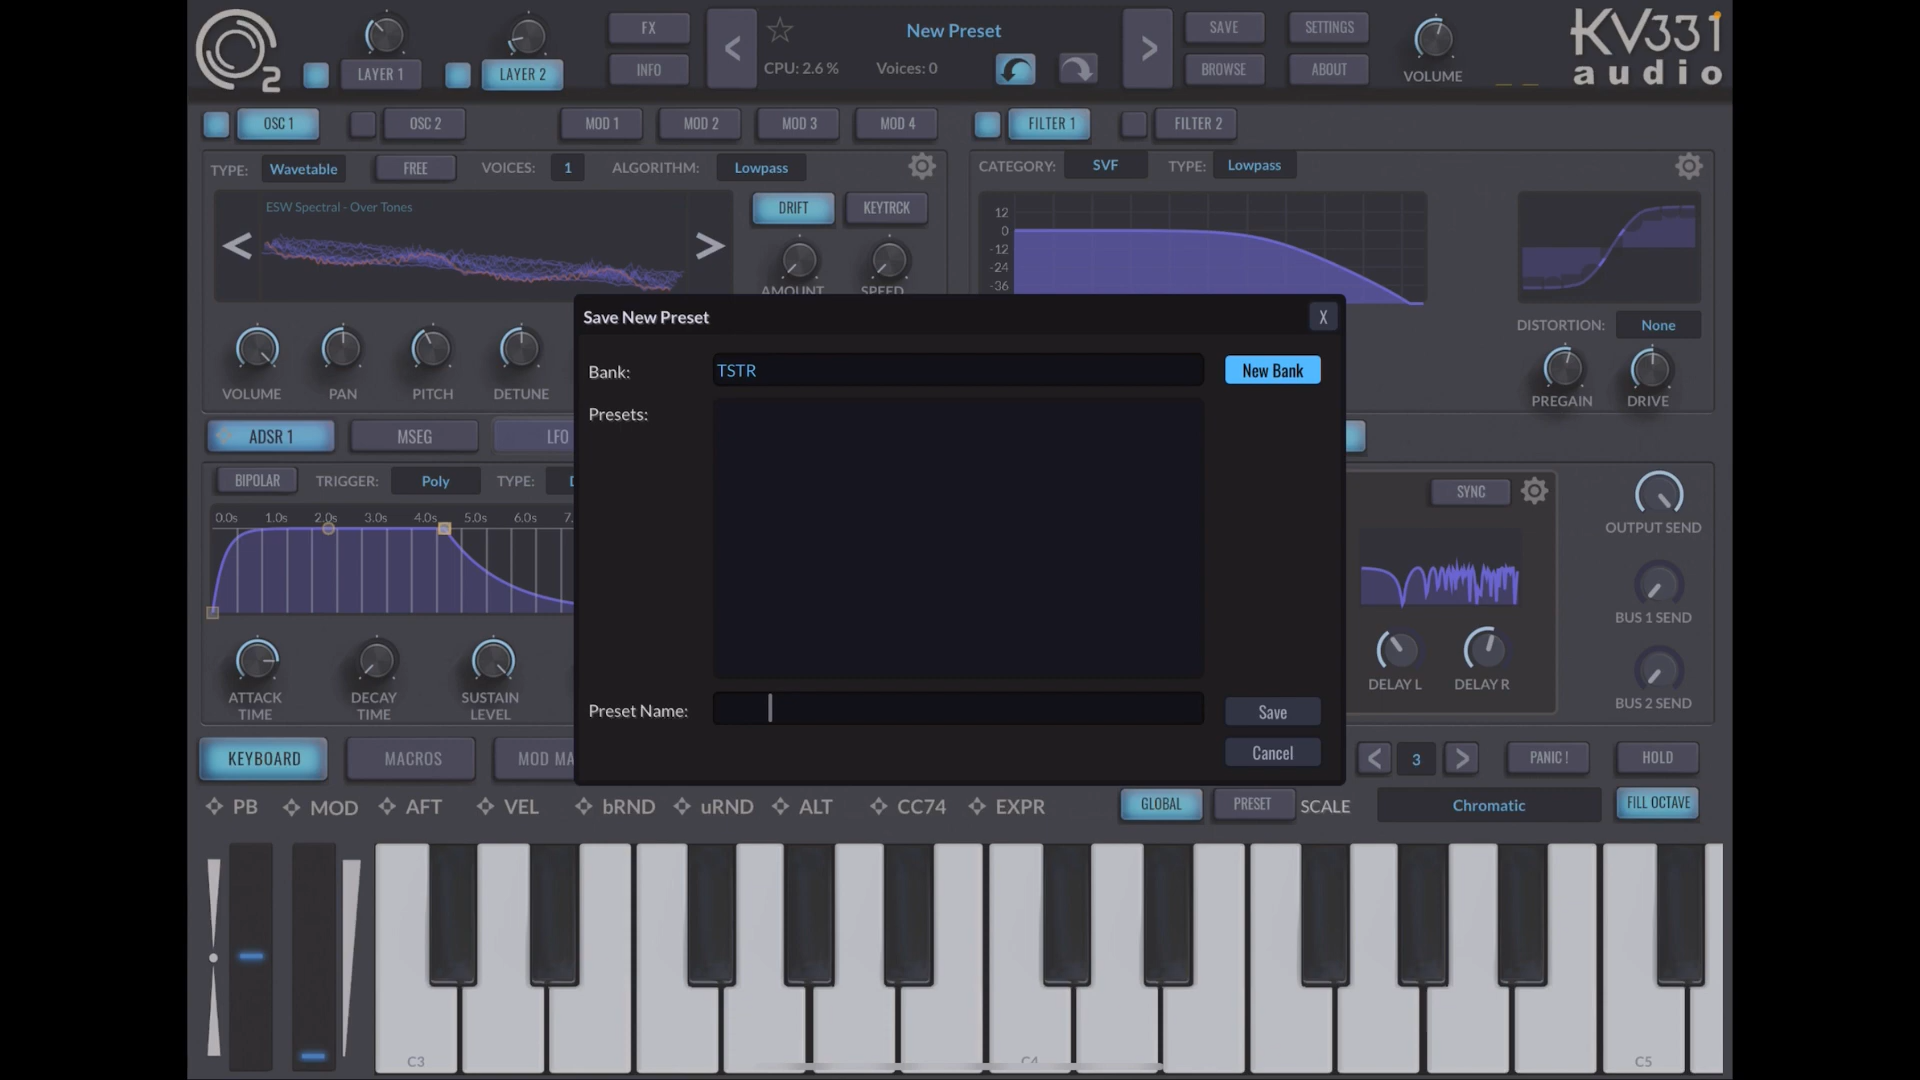 2
LAYER 1
LAYER 2
FX
INFO
<
New Preset
CPU: 2.6 %
Voices: 0
>
SAVE
BROWSE
SETTINGS
ABOUT
VOLUME
KV331
audio
OSC 1
OSC 2
MOD 1
MOD 2
MOD 3
MOD 4
FILTER 1
FILTER 2
TYPE:
Wavetable
FREE
VOICES:
1
ALGORITHM:
Lowpass
CATEGORY:
SVF
TYPE:
Lowpass
ESW Spectral - Over Tones
DRIFT
KEYTRCK
AMOUNT
SPEED
12
0
-12
-24
-36
DISTORTION:
None
PREGAIN
DRIVE
VOLUME
PAN
PITCH
DETUNE
Save New Preset
X
Bank:
TSTR
New Bank
Presets:
Preset Name:
Save
Cancel
ADSR 1
MSEG
LFO
BIPOLAR
TRIGGER:
Poly
TYPE:
0.0s
1.0s
2.0s
3.0s
4.0s
5.0s
6.0s
7.
ATTACK
TIME
DECAY
TIME
SUSTAIN
LEVEL
SYNC
DELAY L
DELAY R
OUTPUT SEND
BUS 1 SEND
BUS 2 SEND
KEYBOARD
MACROS
MOD MA
<
3
>
PANIC !
HOLD
PB
MOD
AFT
VEL
bRND
uRND
ALT
CC74
EXPR
GLOBAL
PRESET
SCALE
Chromatic
FILL OCTAVE
C3
C4
C5